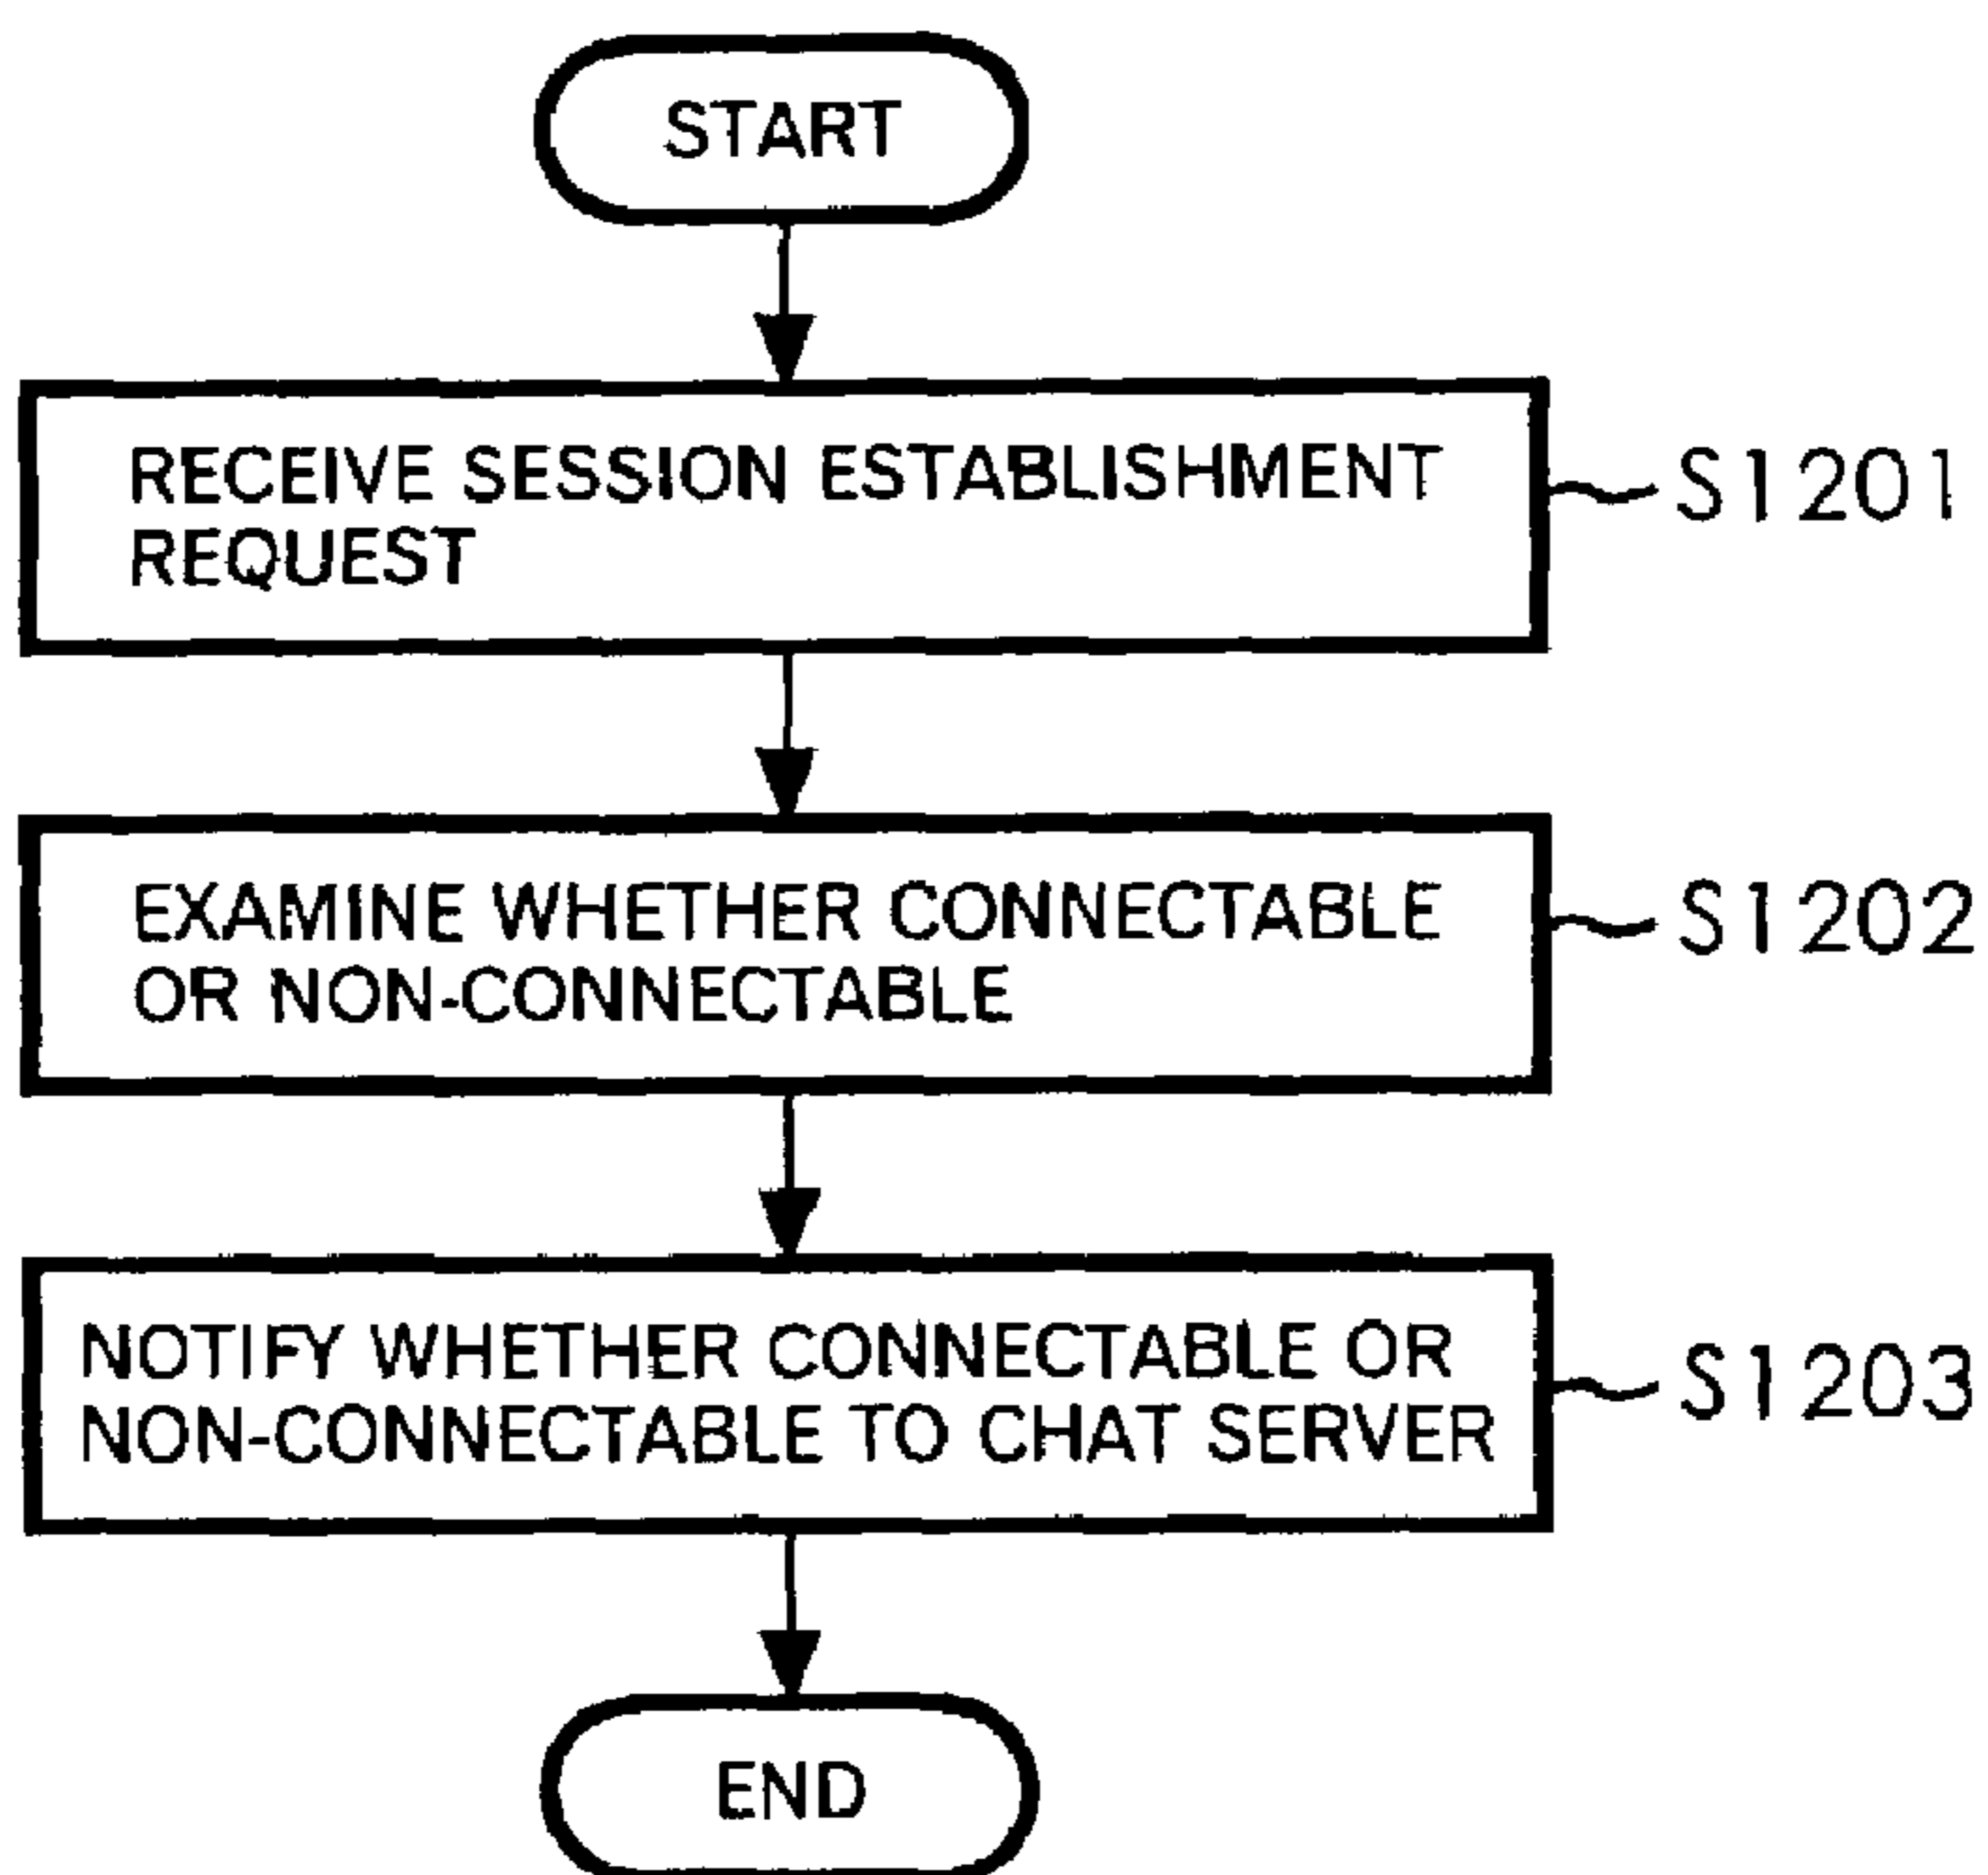 START
RECEIVE SESSION ESTABLISHMENT
REQUEST
S1201
EXAMINE WHETHER CONNECTABLE
OR NON-CONNECTABLE
S1202
NOTIFY WHETHER CONNECTABLE OR
NON-CONNECTABLE TO CHAT SERVER
S1203
END